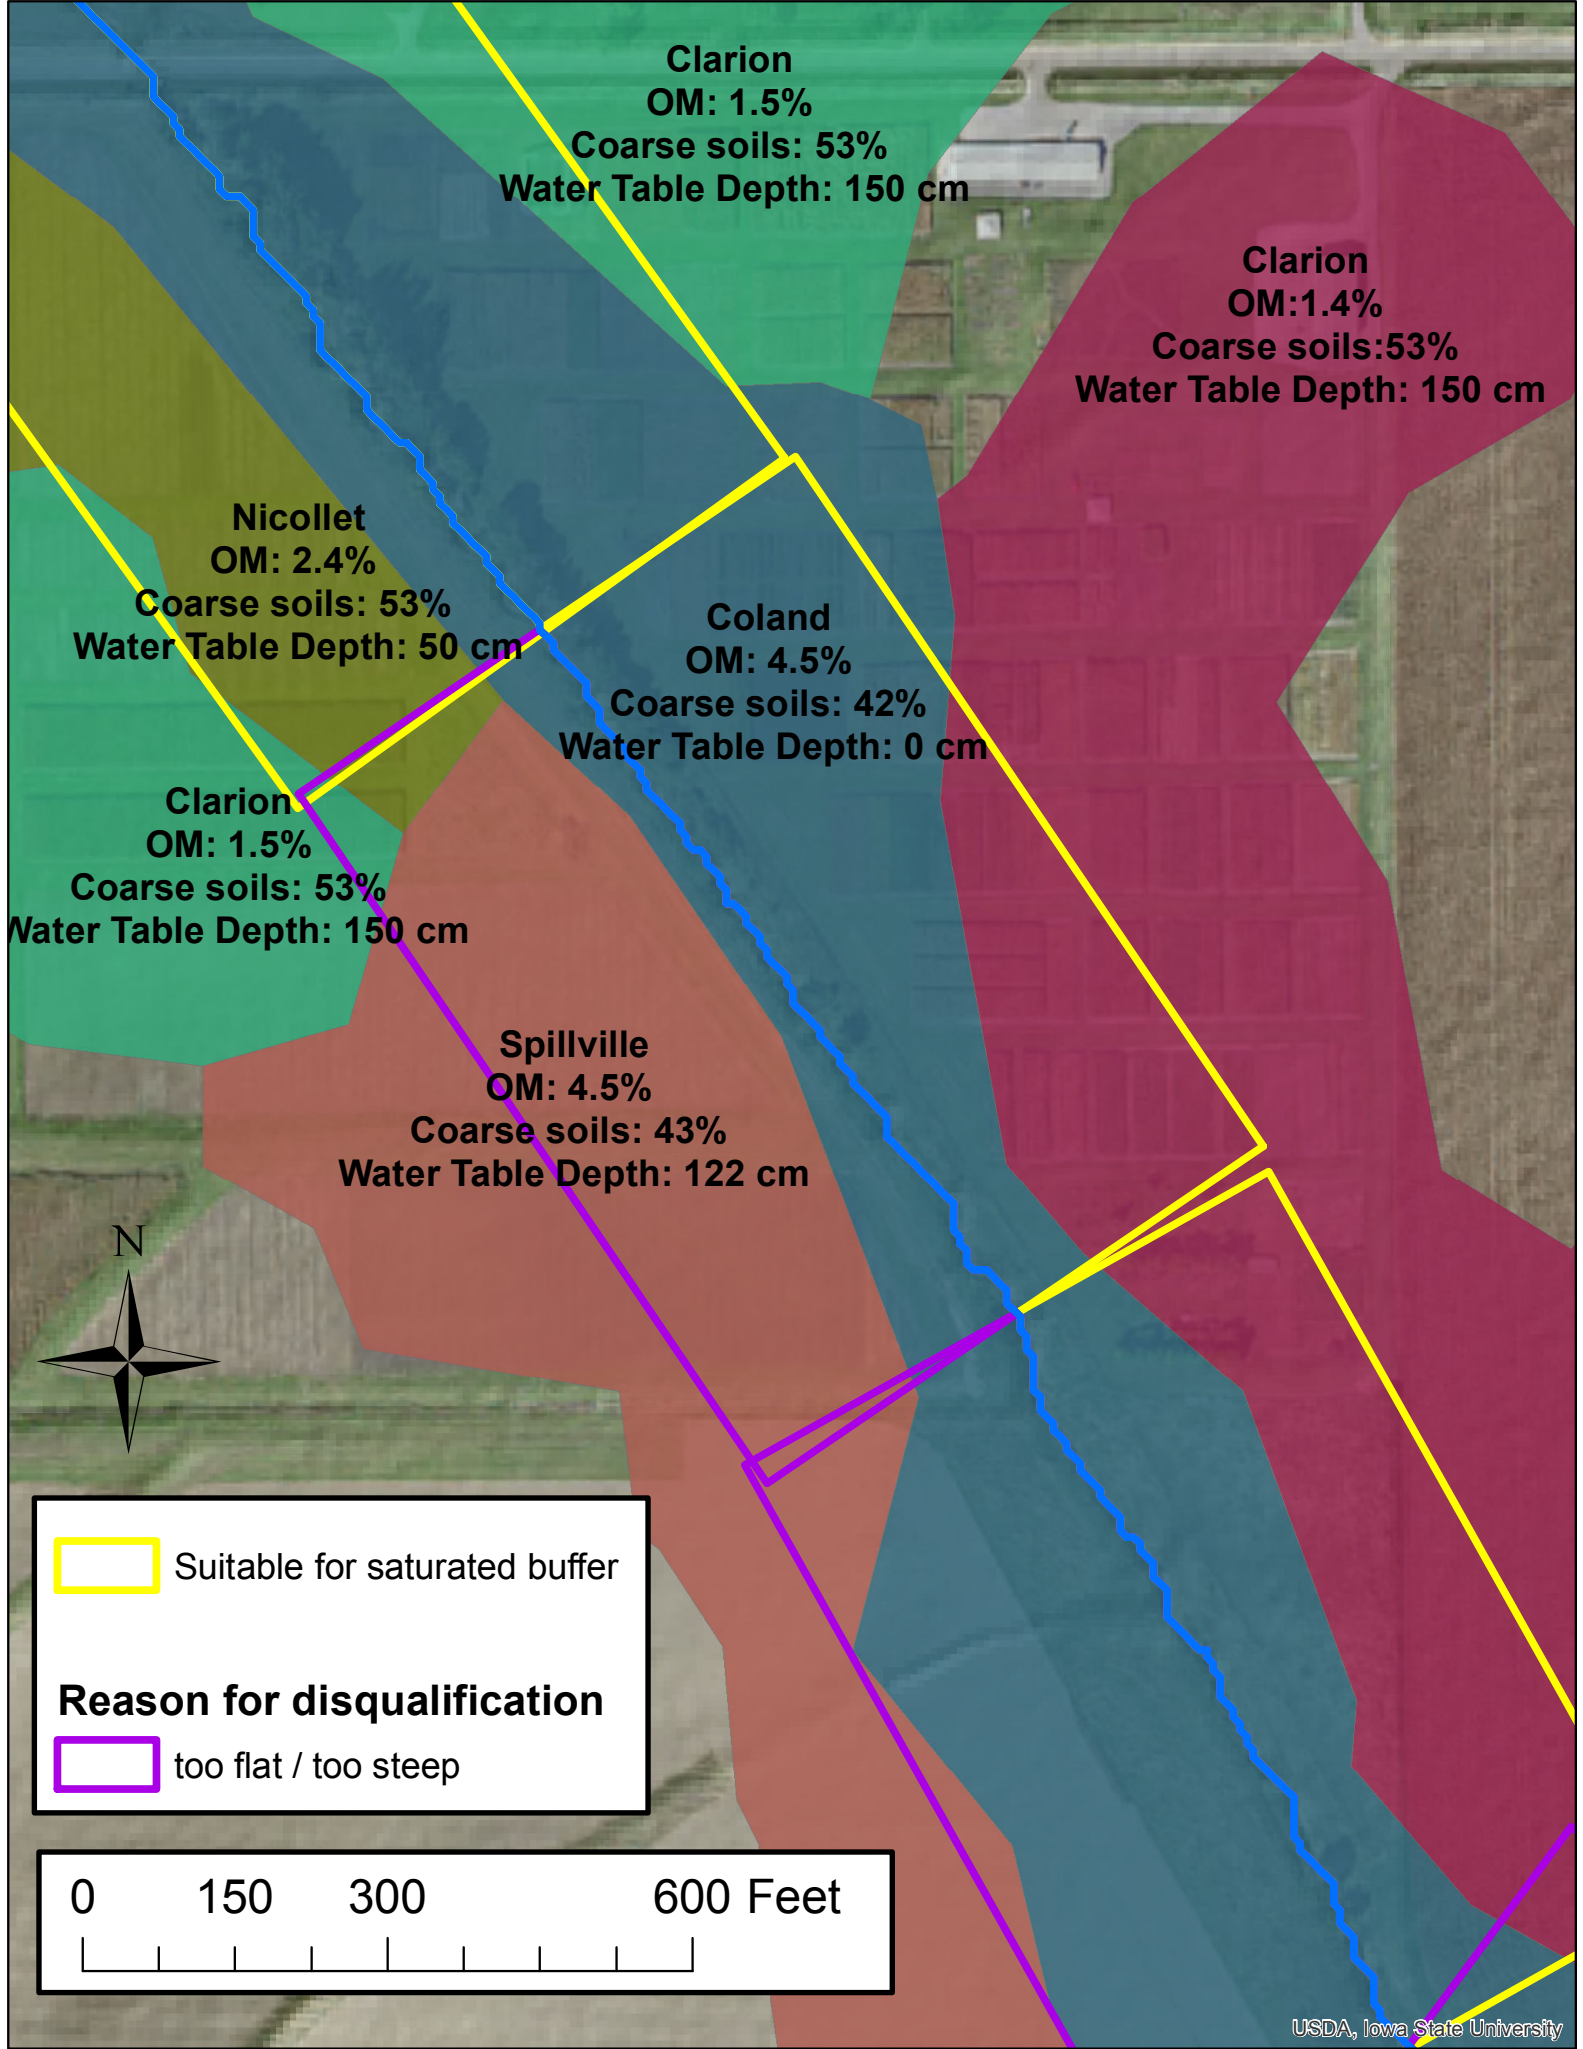 Clarion
OM: 1.5%
Coarse soils: 53%
Water Table Depth: 150 cm
Clarion
OM:1.4%
Coarse soils:53%
Water Table Depth: 150 cm
Nicollet
OM: 2.4%
Coarse soils: 53%
Water Table Depth: 50 cm
Coland
OM: 4.5%
Coarse soils: 42%
Water Table Depth: 0 cm
Clarion
OM: 1.5%
Coarse soils: 53%
Water Table Depth: 150 cm
Spillville
OM: 4.5%
Coarse soils: 43%
Water Table Depth: 122 cm
N
Suitable for saturated buffer
Reason for disqualification
too flat / too steep
0 150 300 600 Feet
USDA, Iowa State University